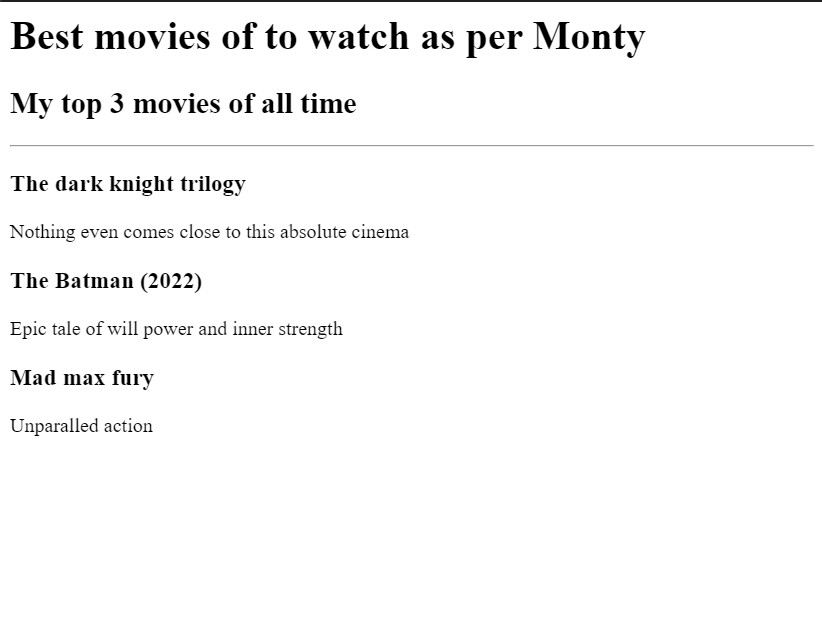 Best movies of to watch as per Monty
My top 3 movies of all time
The dark knight trilogy
Nothing even comes close to this absolute cinema
The Batman (2022)
Epic tale of will power and inner strength
Mad max fury
Unparalled action